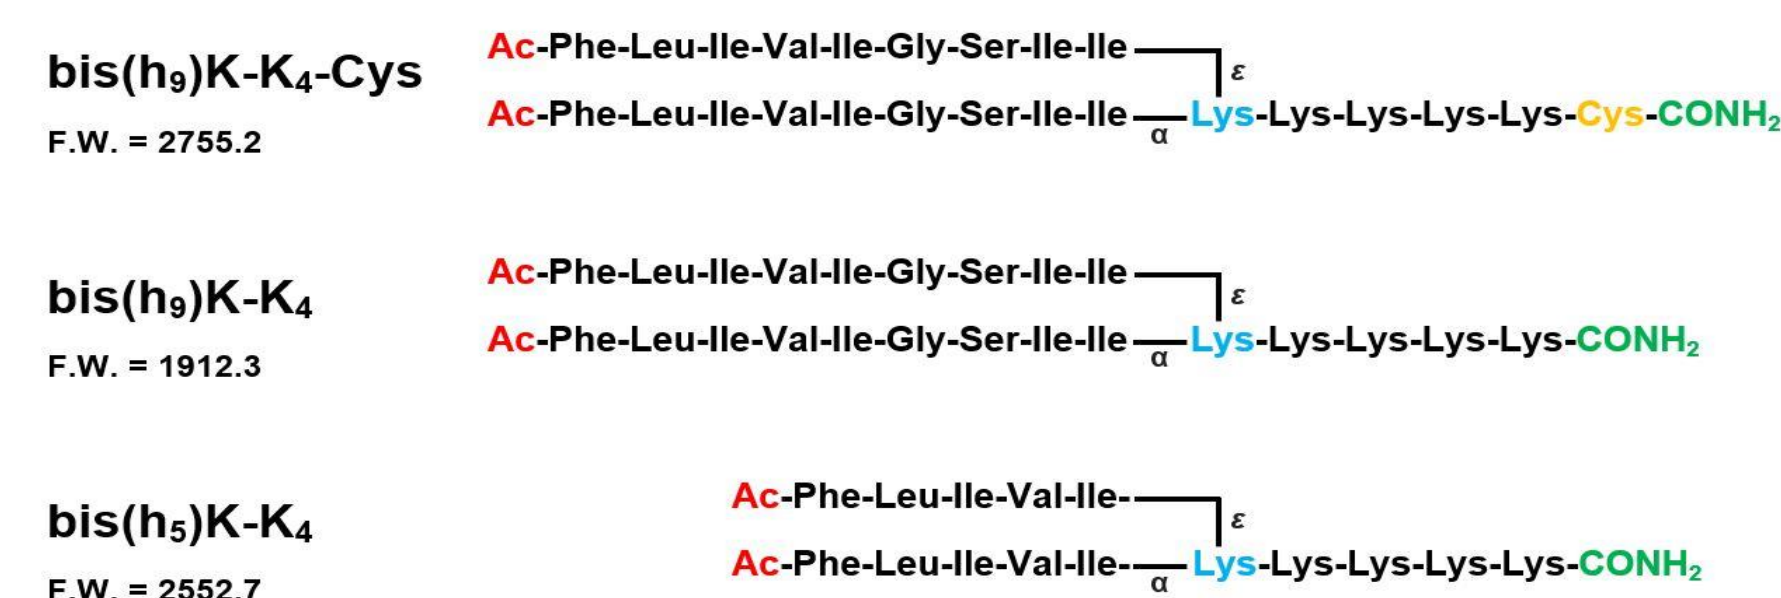 bis(h₉)K-K₄-Cys
F.W. = 2755.2
Ac-Phe-Leu-Ile-Val-Ile-Gly-Ser-Ile-Ile
ε
Ac-Phe-Leu-Ile-Val-Ile-Gly-Ser-Ile-Ile—Lys-Lys-Lys-Lys-Lys-Cys-CONH₂
α
bis(h₉)K-K₄
F.W. = 1912.3
Ac-Phe-Leu-Ile-Val-Ile-Gly-Ser-Ile-Ile
ε
Ac-Phe-Leu-Ile-Val-Ile-Gly-Ser-Ile-Ile—Lys-Lys-Lys-Lys-Lys-CONH₂
α
bis(h₅)K-K₄
F.W. = 2552.7
Ac-Phe-Leu-Ile-Val-Ile-
ε
Ac-Phe-Leu-Ile-Val-Ile-—Lys-Lys-Lys-Lys-Lys-CONH₂
α